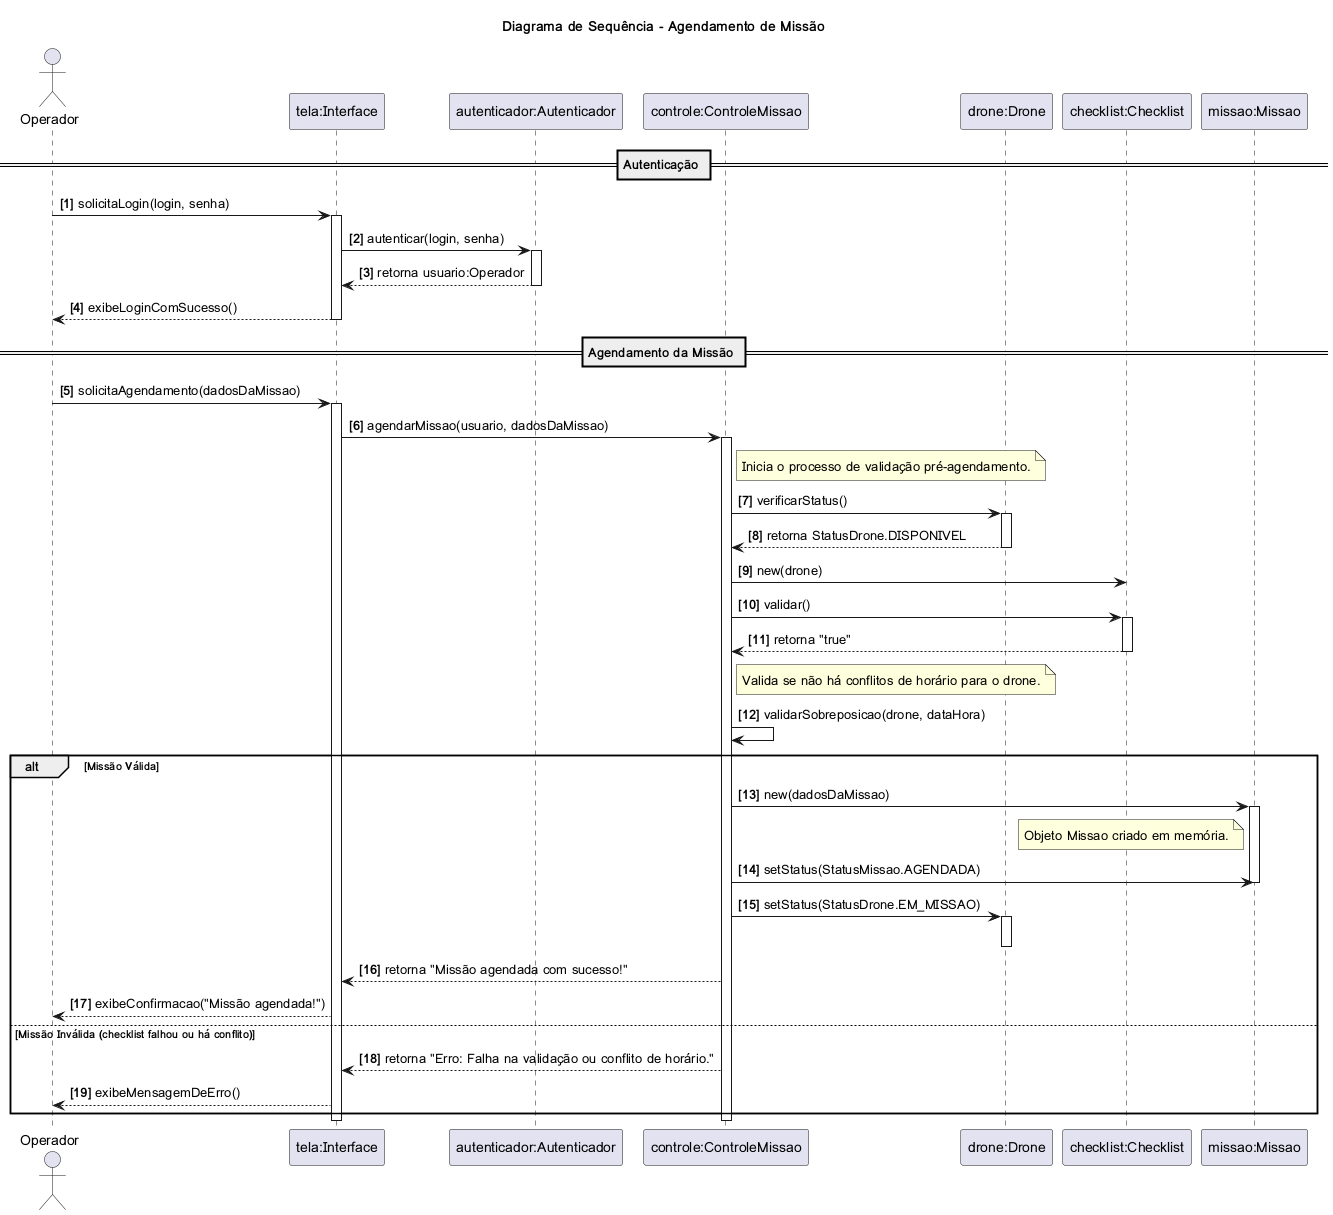 Diagrama de Sequência - Agendamento de Missão
Operador
tela:Interface
autenticador:Autenticador
controle:ControleMissao
drone:Drone
checklist:Checklist
missao:Missao
Autenticação
[1] solicitaLogin(login, senha)
[2] autenticar(login, senha)
[3] retorna usuario:Operador
[4] exibeLoginComSucesso()
Agendamento da Missão
[5] solicitaAgendamento(dadosDaMissao)
[6] agendarMissao(usuario, dadosDaMissao)
Inicia o processo de validação pré-agendamento.
[7] verificarStatus()
[8] retorna StatusDrone.DISPONIVEL
[9] new(drone)
[10] validar()
[11] retorna "true"
Valida se não há conflitos de horário para o drone.
[12] validarSobreposicao(drone, dataHora)
alt
[Missão Válida]
[13] new(dadosDaMissao)
Objeto Missao criado em memória.
[14] setStatus(StatusMissao.AGENDADA)
[15] setStatus(StatusDrone.EM_MISSAO)
[16] retorna "Missão agendada com sucesso!"
[17] exibeConfirmacao("Missão agendada!")
[Missão Inválida (checklist falhou ou há conflito)]
[18] retorna "Erro: Falha na validação ou conflito de horário."
[19] exibeMensagemDeErro()
Operador
tela:Interface
autenticador:Autenticador
controle:ControleMissao
drone:Drone
checklist:Checklist
missao:Missao